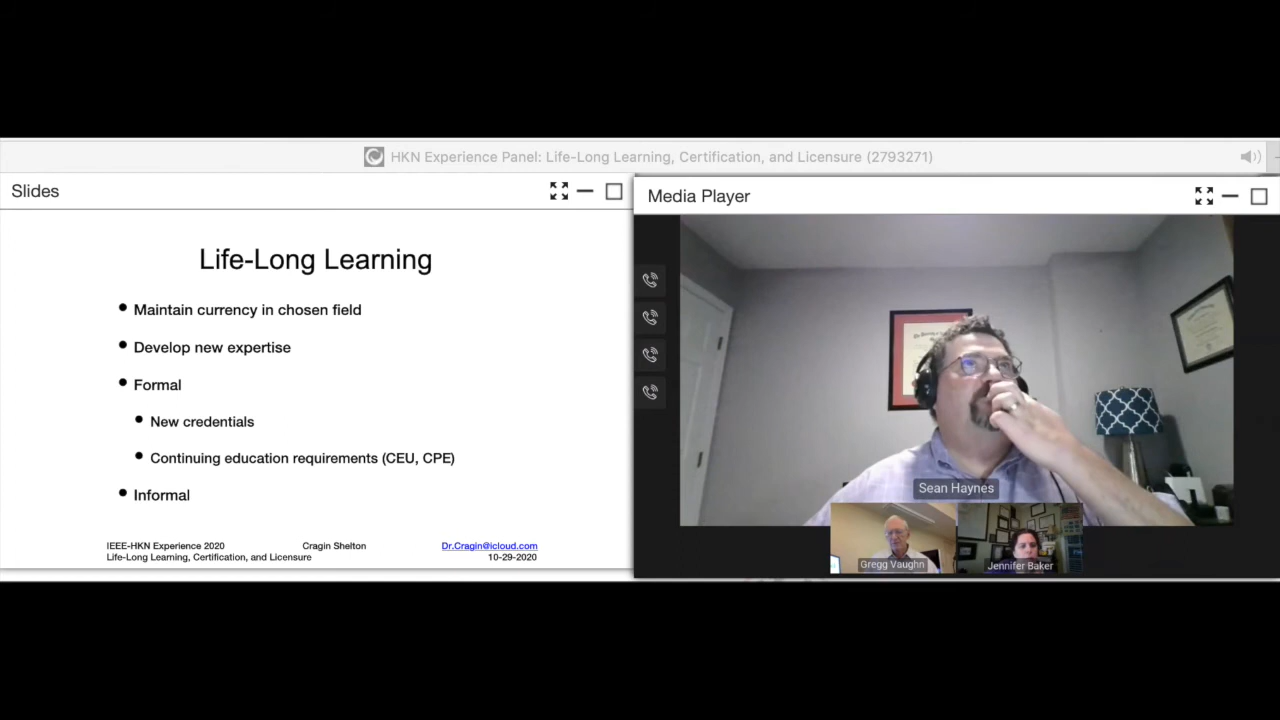 HKN Experience Panel: Life-Long Learning, Certification, and Licensure (2793271)
Slides
Life-Long Learning
• Maintain currency in chosen field
• Develop new expertise
• Formal
• New credentials
• Continuing education requirements (CEU, CPE)
• Informal
IEEE-HKN Experience 2020 Cragin Shelton Dr.Cragin@icloud.com
Life-Long Learning, Certification, and Licensure 10-29-2020
Media Player
Sean Haynes
Gregg Vaughn
Jennifer Baker